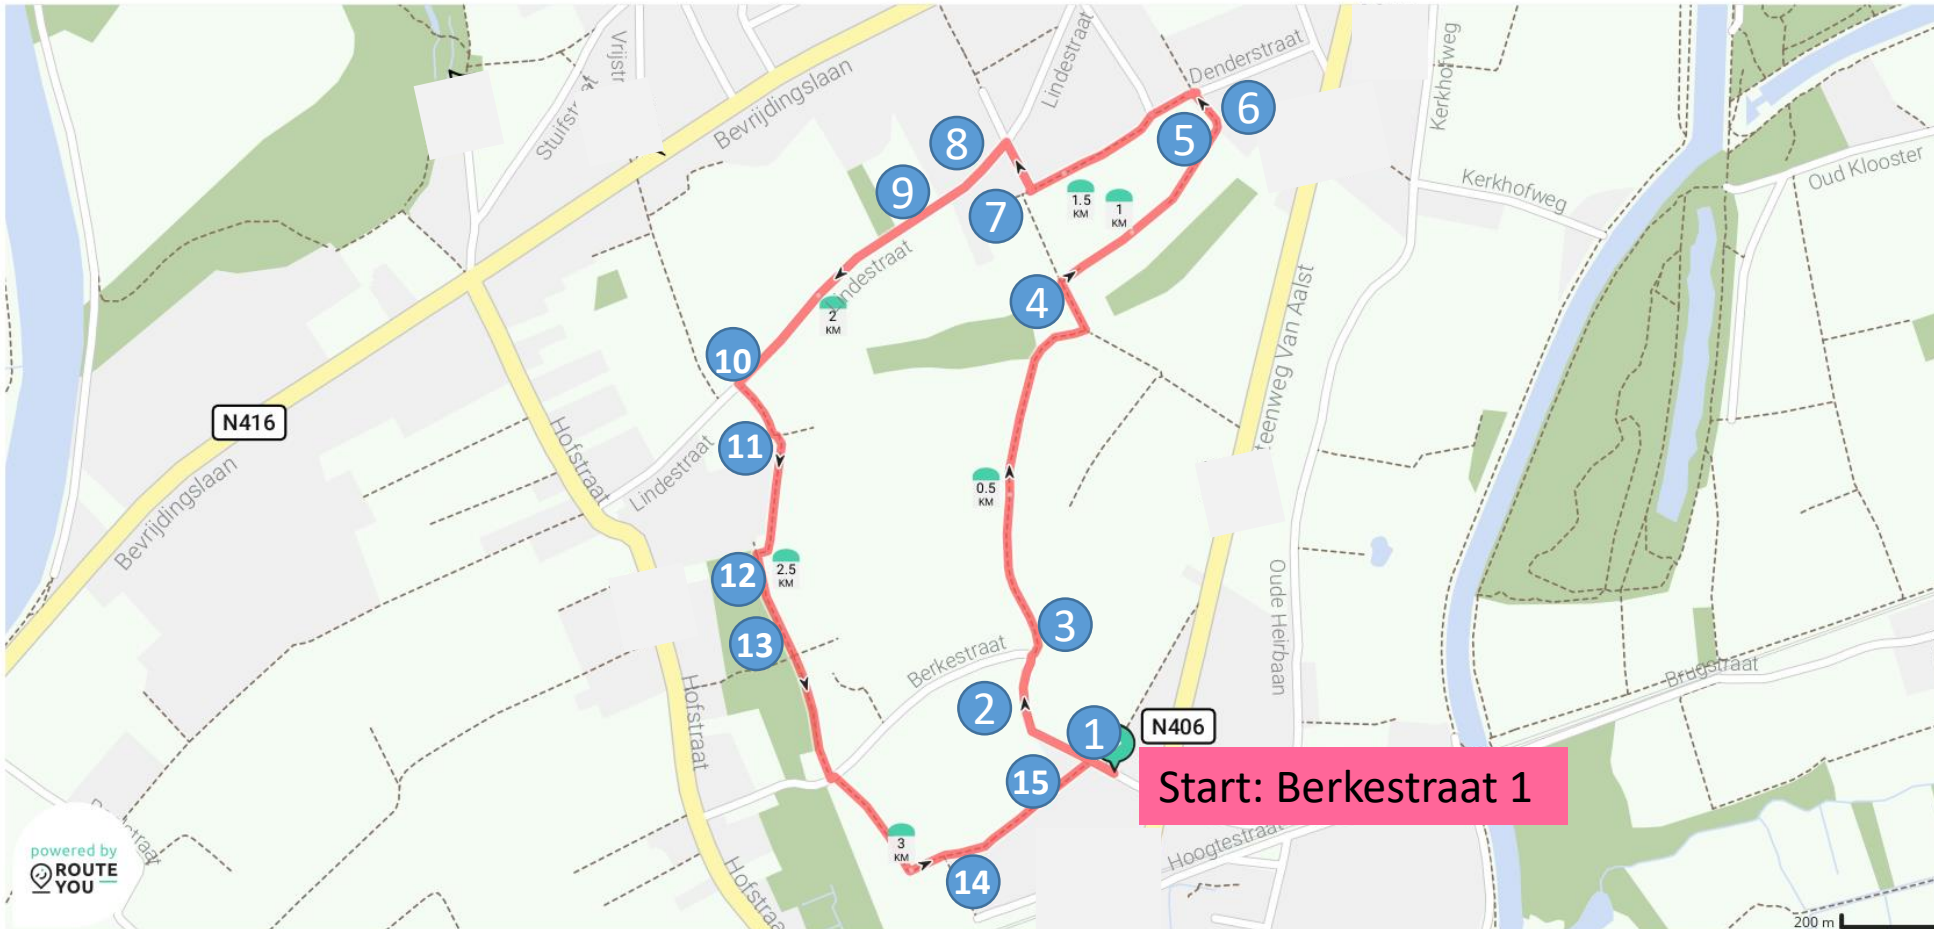 Vrijstr
Stuifstr
Bevrijdingslaan
Lindestraat
Denderstraat
Kerkhofweg
6
5
8
Kerkhofweg
Oud Klooster
9
7
1.5
KM
1
KM
Lindestraat
4
2
KM
Steenweg Van Aalst
10
N416
Hofstraat
11
Lindestraat
Bevrijdingslaan
0.5
KM
12
2.5
KM
Oude Heirbaan
3
13
Berkestraat
Brugstraat
Hofstraat
2
1
N406
15
Start: Berkestraat 1
3
KM
Hoogtestraat
14
Hofstraa
straat
powered by
ROUTE
YOU
200 m